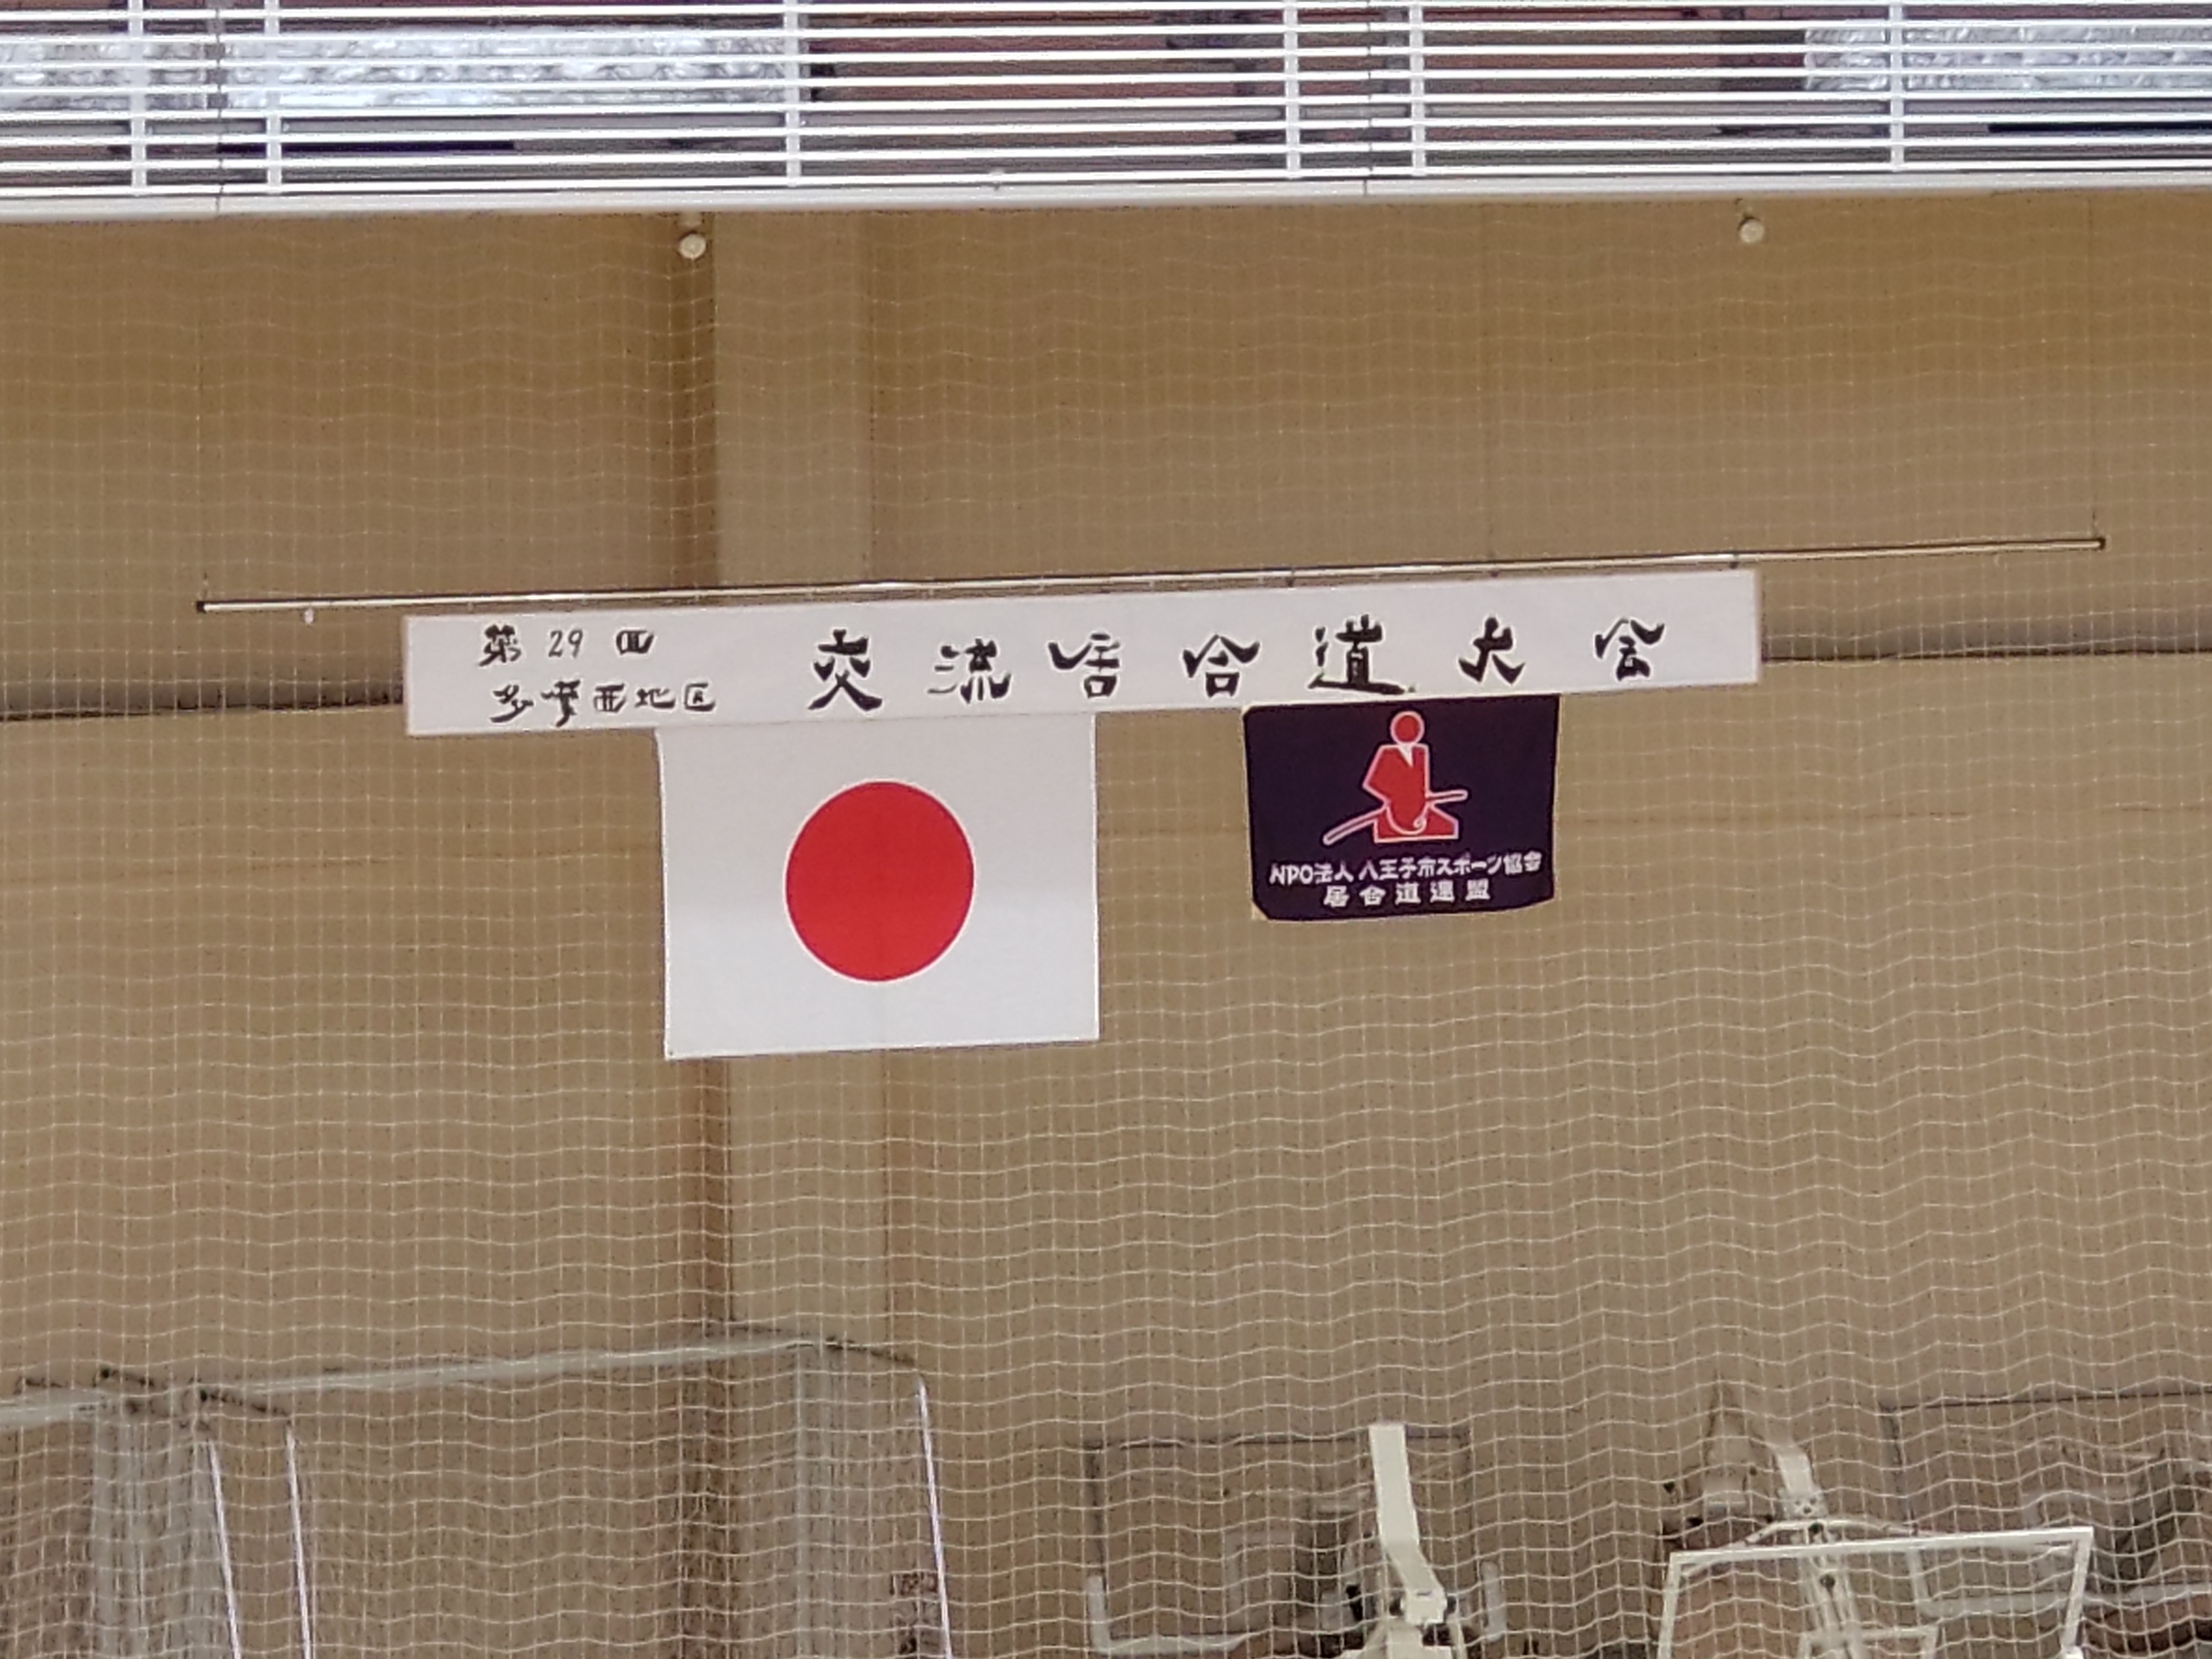 第29回
多摩西地区
交流居合道大会
NPO法人 八王子市スポーツ協会
居合道連盟